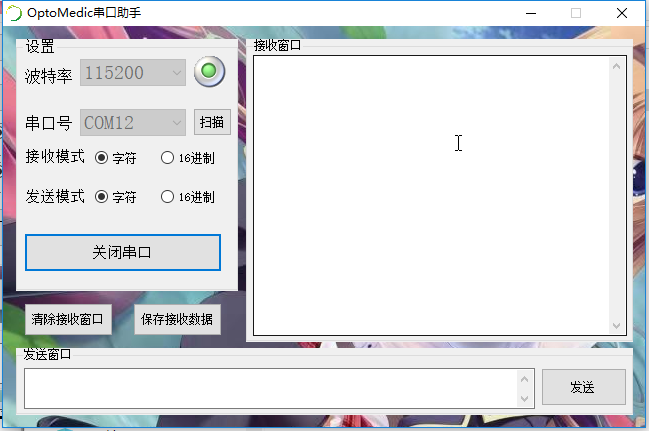 OptoMedic串口助手
设置
波特率 115200
串口号 COM12 扫描
接收模式 字符 16进制
发送模式 字符 16进制
关闭串口
清除接收窗口 保存接收数据
接收窗口
发送窗口
发送